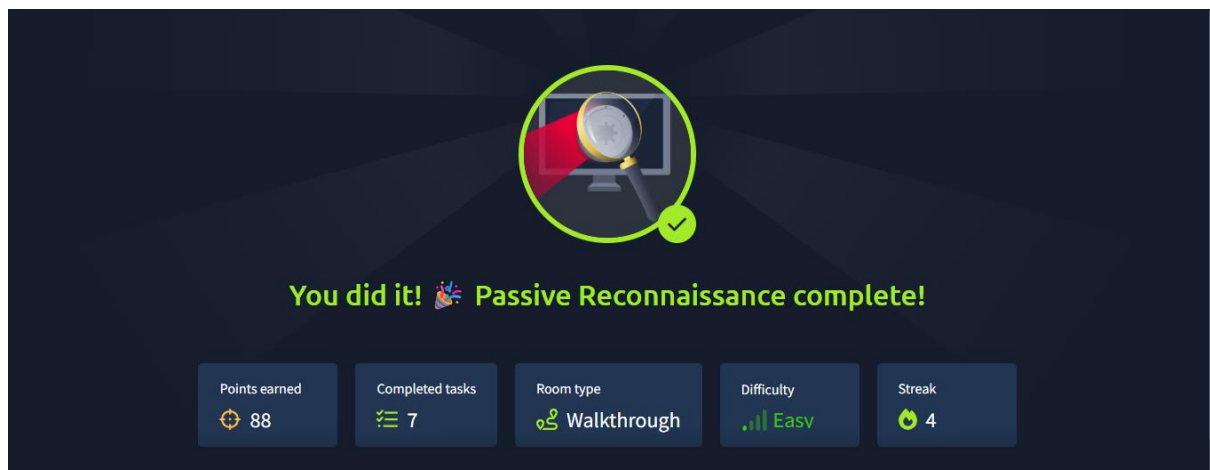 You did it! 🎉 Passive Reconnaissance complete!
Points earned
88
Completed tasks
7
Room type
Walkthrough
Difficulty
Easy
Streak
4